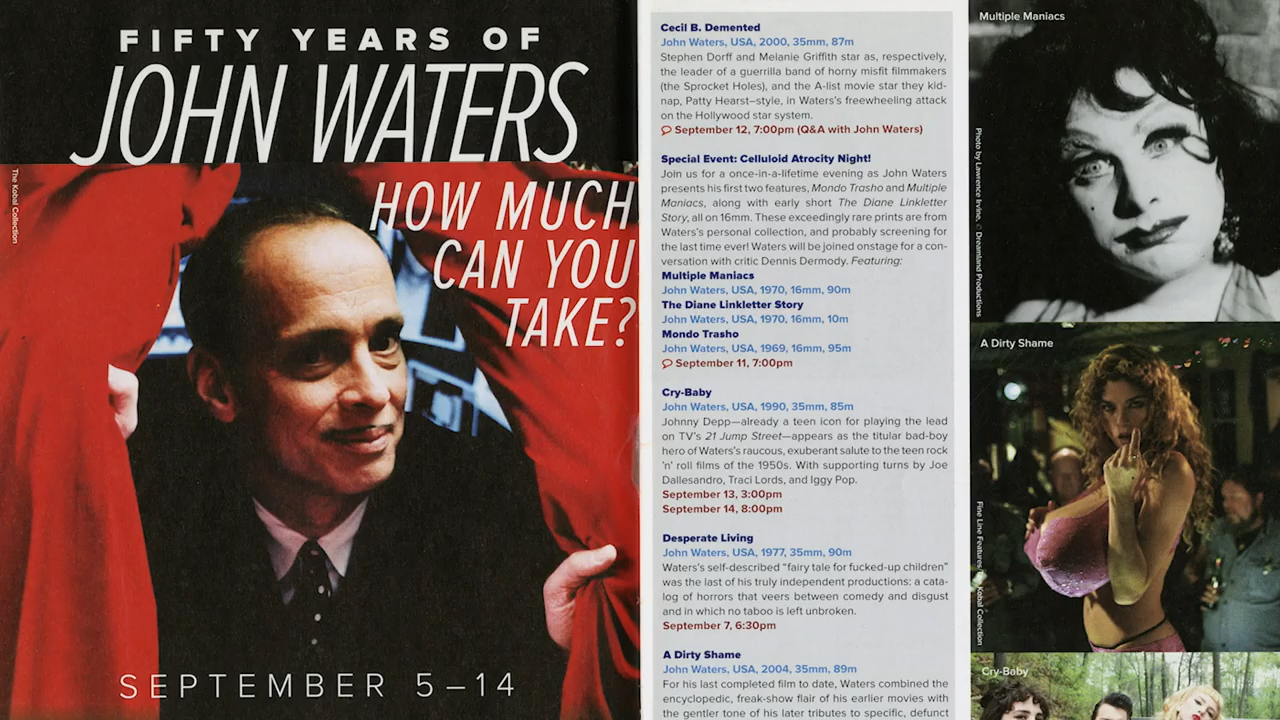 FIFTY YEARS OF
JOHN WATERS
HOW MUCH
CAN YOU
TAKE?
The Kobal Collection
SEPTEMBER 5–14
Cecil B. Demented
John Waters, USA, 2000, 35mm, 87m
Stephen Dorff and Melanie Griffith star as, respectively,
the leader of a guerrilla band of horny misfit filmmakers
(the Sprocket Holes), and the A-list movie star they kid-
nap, Patty Hearst–style, in Waters's freewheeling attack
on the Hollywood star system.
September 12, 7:00pm (Q&A with John Waters)
Special Event: Celluloid Atrocity Night!
Join us for a once-in-a-lifetime evening as John Waters
presents his first two features, Mondo Trasho and Multiple
Maniacs, along with early short The Diane Linkletter
Story, all on 16mm. These exceedingly rare prints are from
Waters's personal collection, and probably screening for
the last time ever! Waters will be joined onstage for a con-
versation with critic Dennis Dermody. Featuring:
Multiple Maniacs
John Waters, USA, 1970, 16mm, 90m
The Diane Linkletter Story
John Waters, USA, 1970, 16mm, 10m
Mondo Trasho
John Waters, USA, 1969, 16mm, 95m
September 11, 7:00pm
Cry-Baby
John Waters, USA, 1990, 35mm, 85m
Johnny Depp—already a teen icon for playing the lead
on TV's 21 Jump Street—appears as the titular bad-boy
hero of Waters's raucous, exuberant salute to the teen rock
'n' roll films of the 1950s. With supporting turns by Joe
Dallesandro, Traci Lords, and Iggy Pop.
September 13, 3:00pm
September 14, 8:00pm
Desperate Living
John Waters, USA, 1977, 35mm, 90m
Waters's self-described "fairy tale for fucked-up children"
was the last of his truly independent productions: a cata-
log of horrors that veers between comedy and disgust
and in which no taboo is left unbroken.
September 7, 6:30pm
A Dirty Shame
John Waters, USA, 2004, 35mm, 89m
For his last completed film to date, Waters combined the
encyclopedic, freak-show flair of his earlier movies with
the gentler tone of his later tributes to specific, defunct
Multiple Maniacs
Photo by Lawrence Irvine, © Dreamland Productions
A Dirty Shame
Fine Line Features / Kobal Collection
Cry-Baby